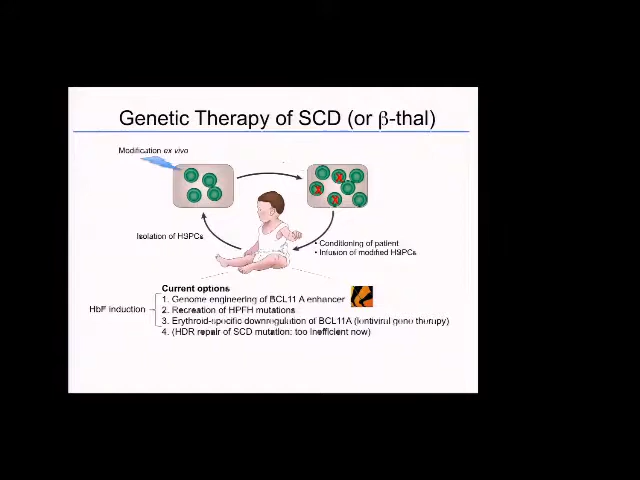 Genetic Therapy of SCD (or β-thal)
Modification ex vivo
Isolation of HSPCs
• Conditioning of patient
• Infusion of modified HSPCs
Current options
1. Genome engineering of BCL11A enhancer
HbF induction
2. Recreation of HPFH mutations
3. Erythroid-specific downregulation of BCL11A (lentiviral gene therapy)
4. (HDR repair of SCD mutation: too inefficient now)